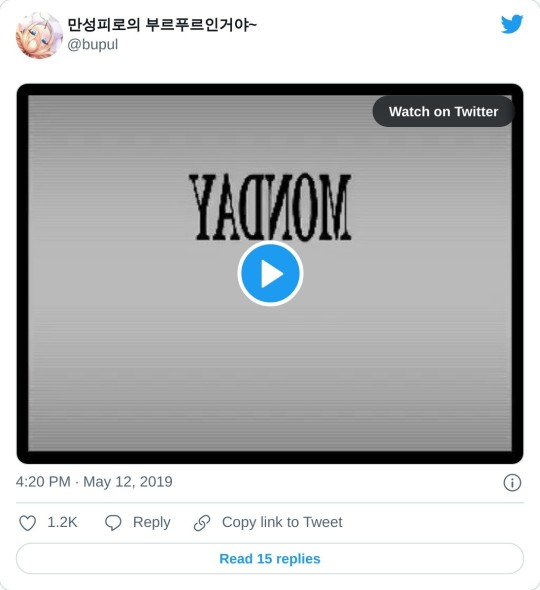 만성피로의 부르푸르인거야~
@bupul
Watch on Twitter
MONDAY
4:20 PM · May 12, 2019
1.2K Reply Copy link to Tweet
Read 15 replies